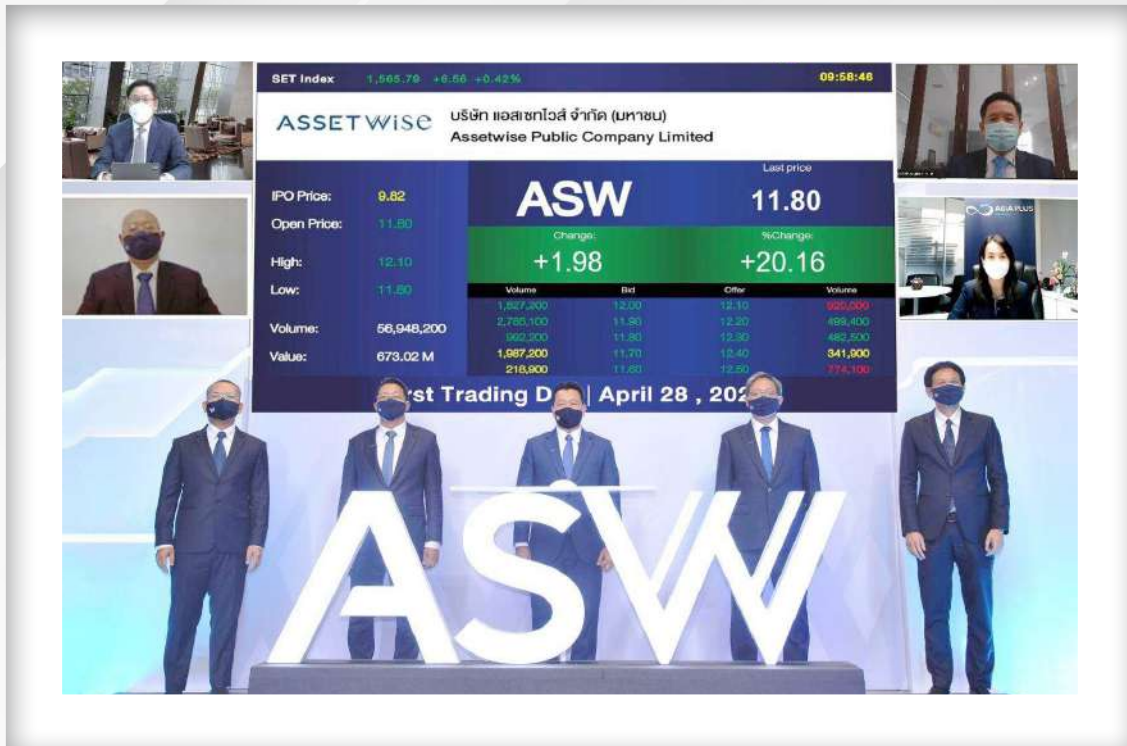 SET Index 1,565.79 +6.56 +0.42% 09:58:46
ASSETWISE บริษัท แอสเซทไวส์ จำกัด (มหาชน)
Assetwise Public Company Limited
IPO Price: 9.82
Open Price: 11.80
High: 12.10
Low: 11.80
Volume: 56,948,200
Value: 673.02 M
ASW
Last price
11.80
Change: %Change:
+1.98 +20.16
Volume Bid Offer Volume
1,627,200 12.00 12.10 920,000
2,785,100 11.90 12.20 499,400
992,200 11.80 12.30 482,500
1,987,200 11.70 12.40 341,900
218,900 11.60 12.50 774,100
rst Trading D | April 28 , 202
ASIA PLUS
ASW